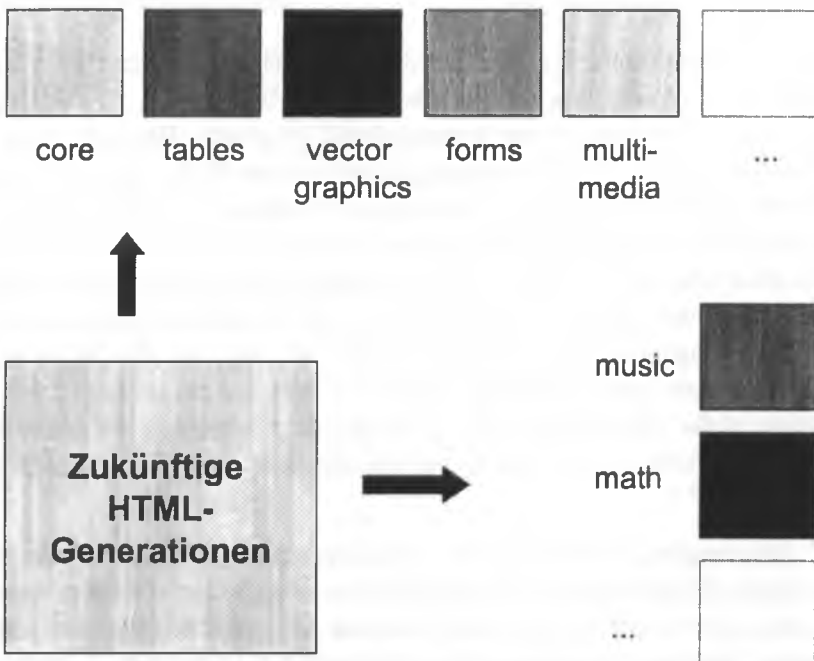 core
tables
vector
graphics
forms
multi-
media
...
music
math
...
Zukünftige
HTML-
Generationen